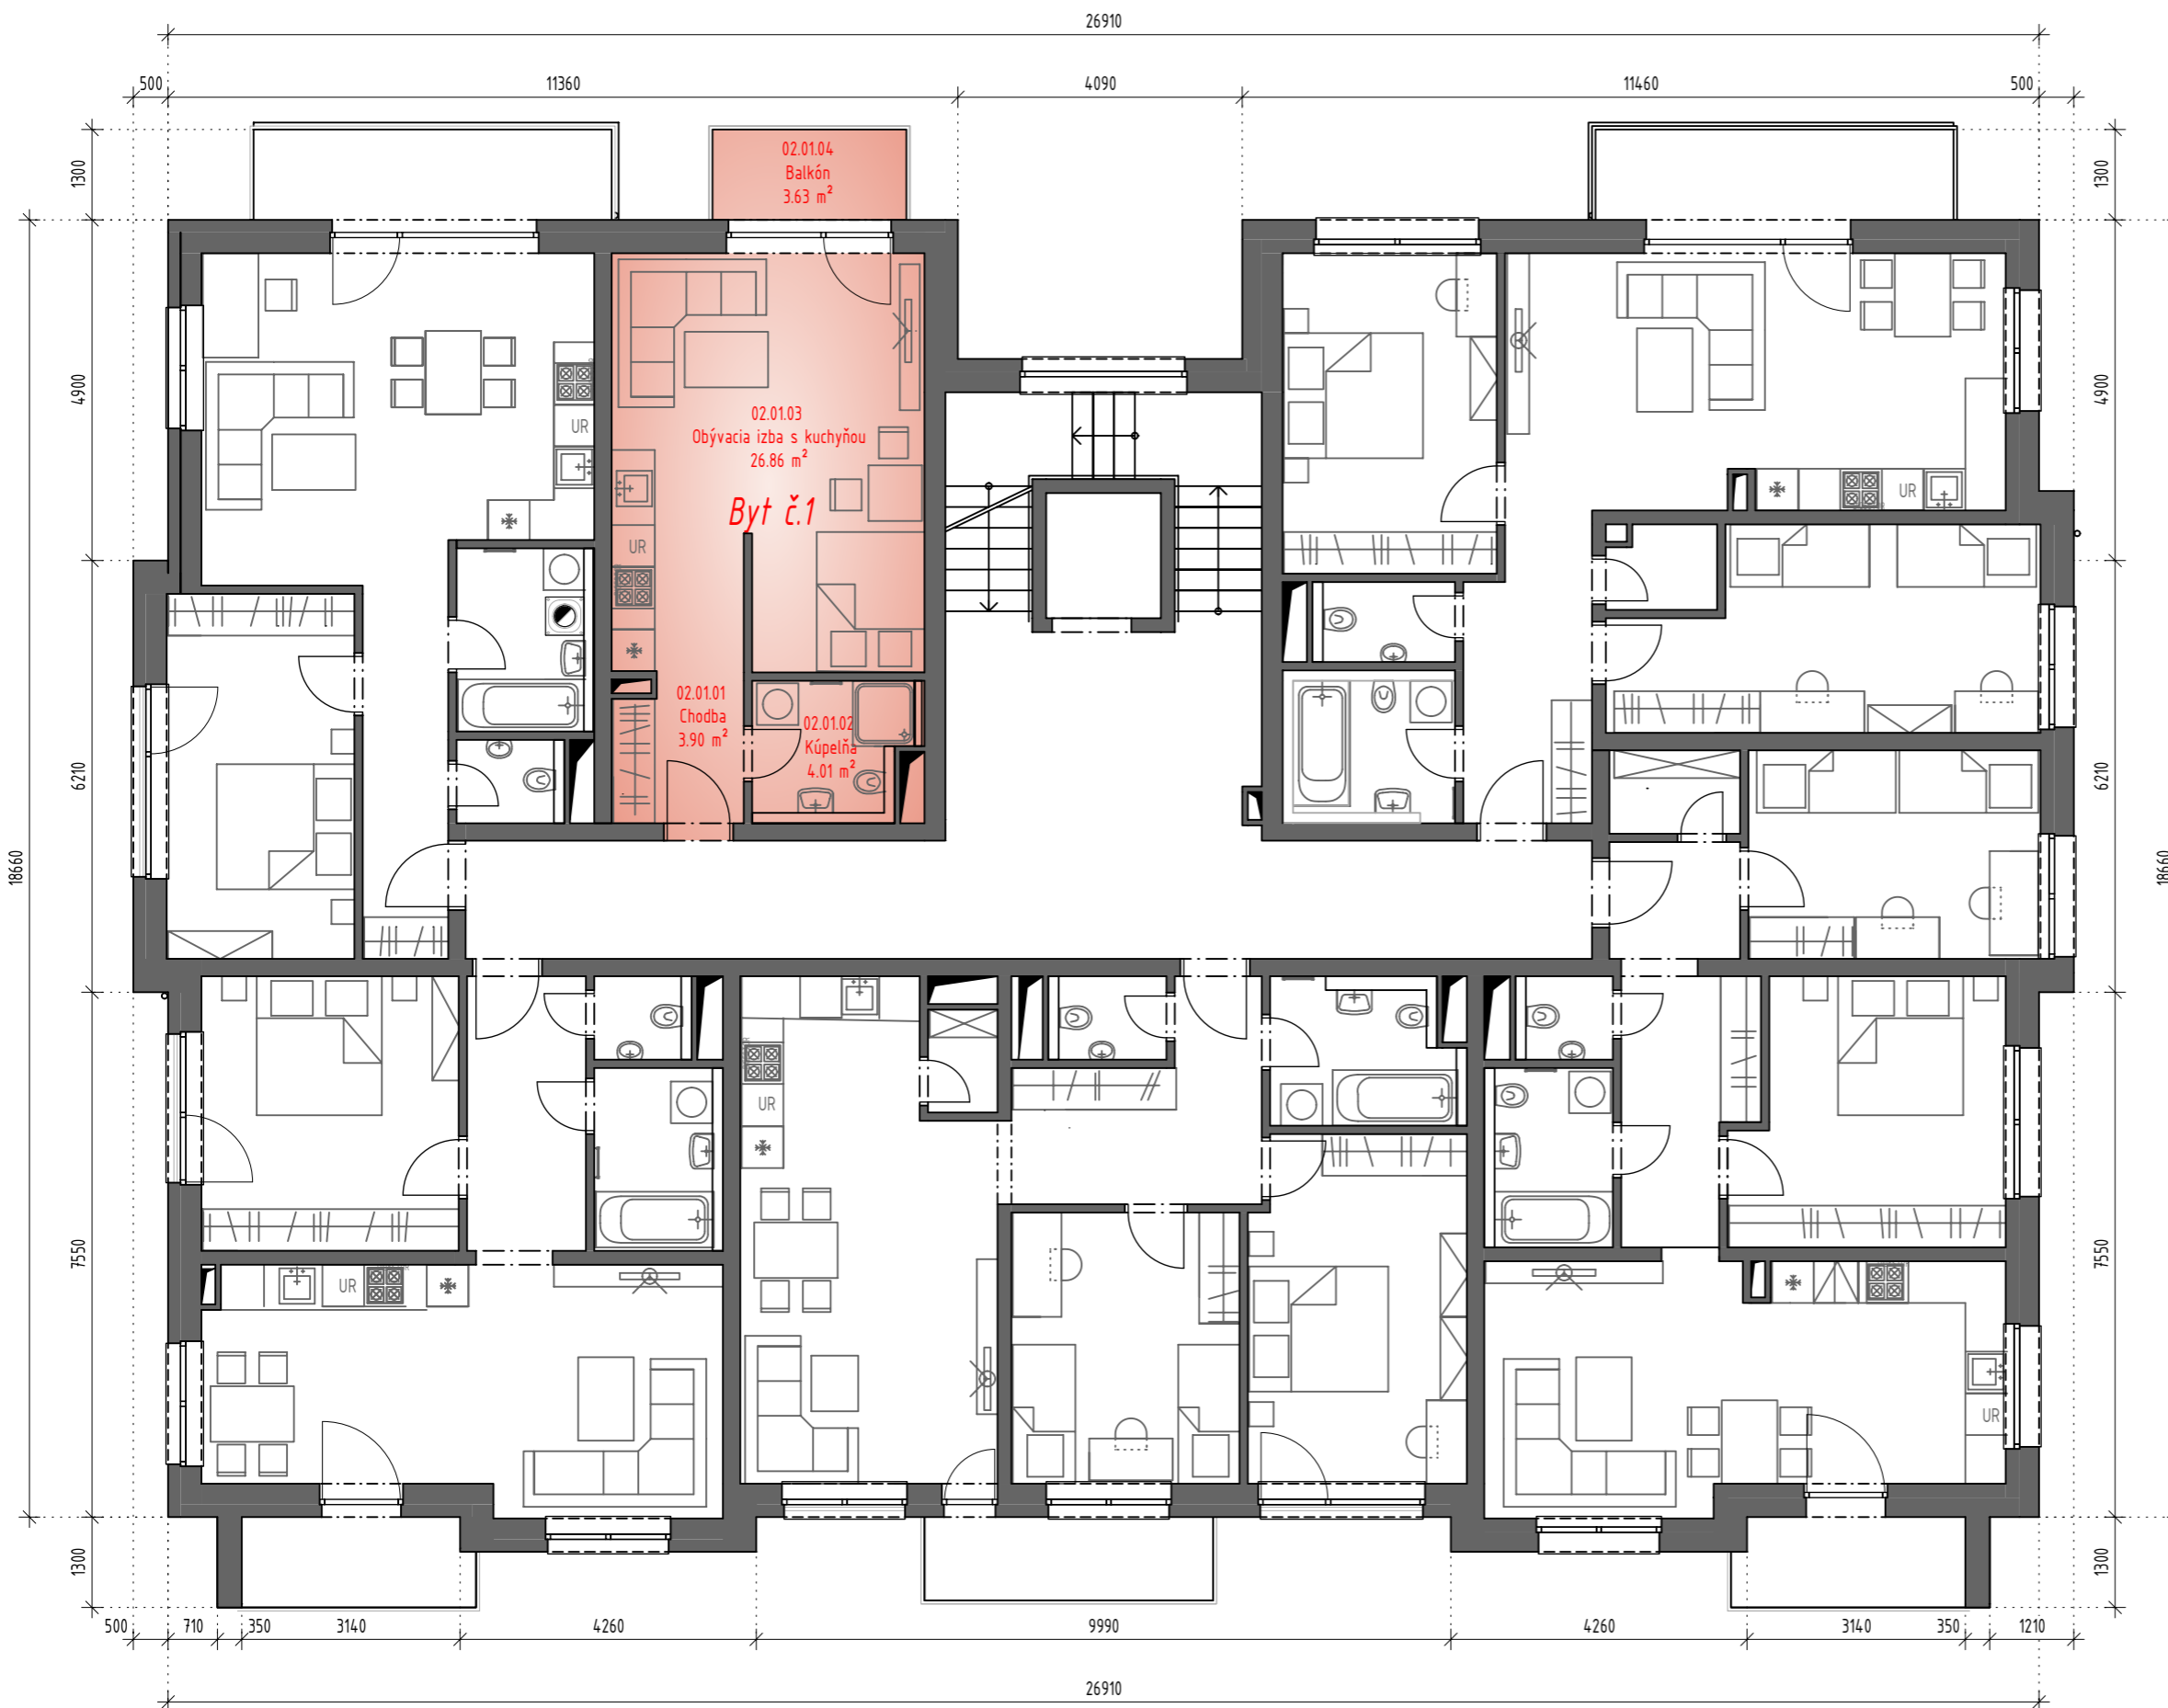 26910
500
11360
4090
11460
500
1300
02.01.04
Balkón
3.63 m²
1300
4900
02.01.03
Obývacia izba s kuchyňou
26.86 m²
4900
UR
UR
UR
Byt č.1
6210
02.01.01
Chodba
3.90 m²
02.01.02
Kúpelňa
4.01 m²
6210
18660
18660
UR
7550
7550
UR
UR
1300
1300
500
710
350
3140
4260
9990
4260
3140
350
1210
26910